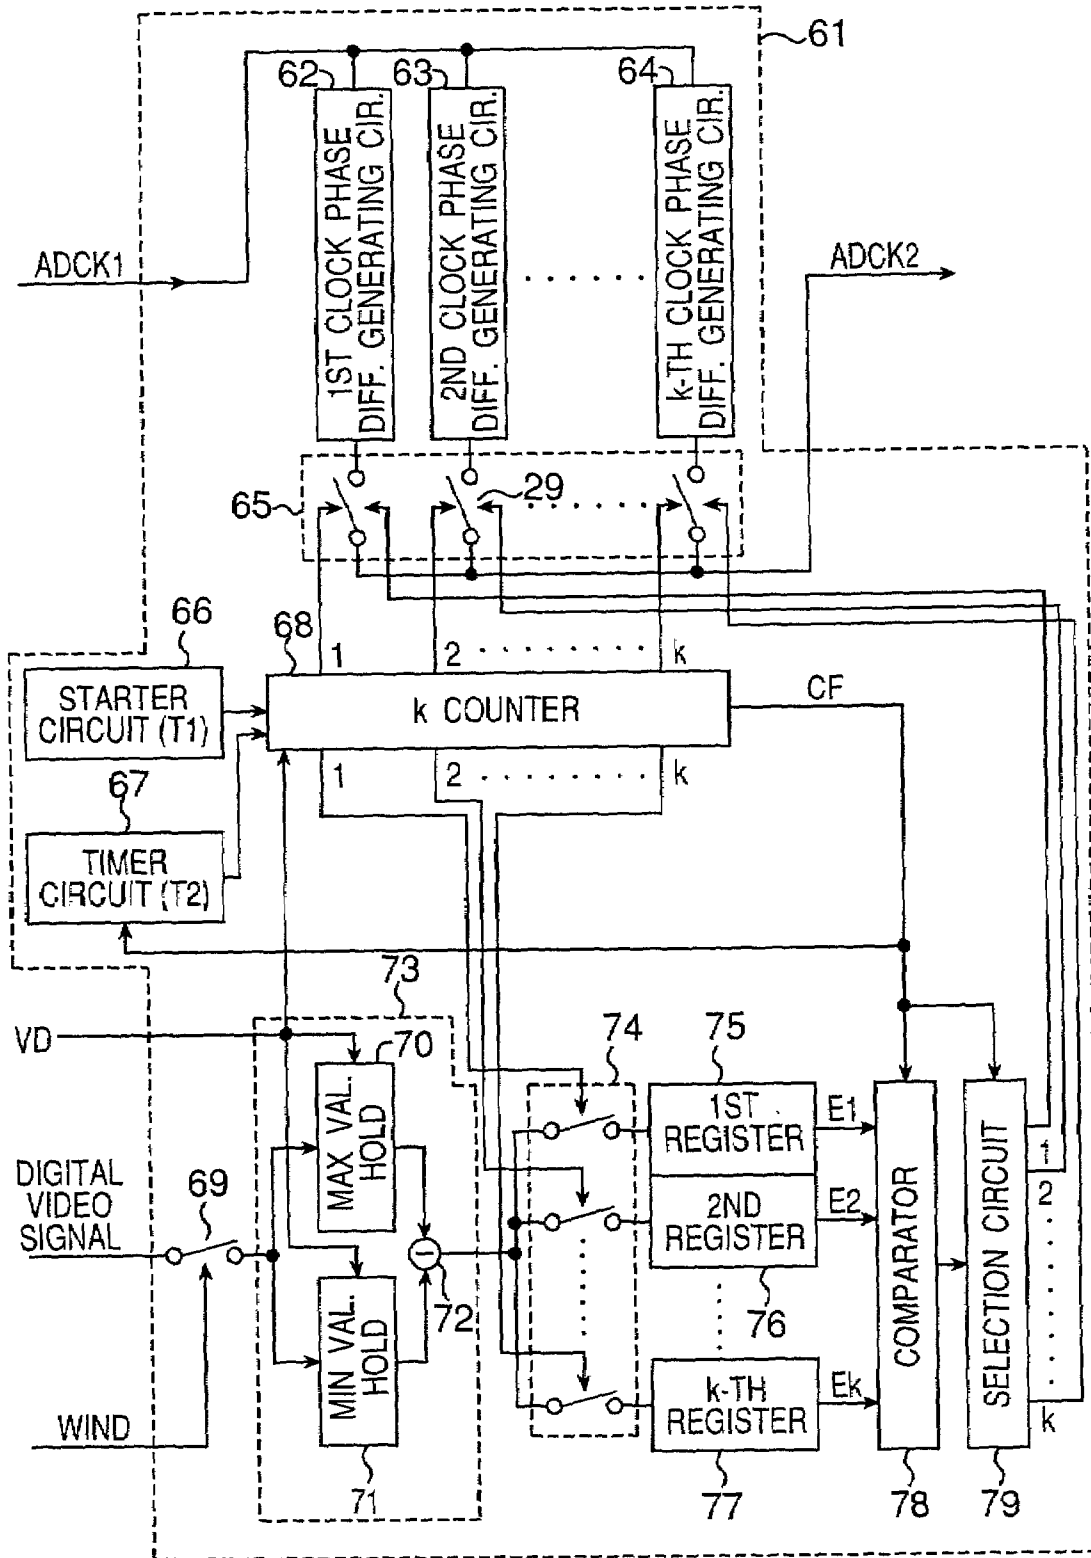 61
62
63
64
1ST CLOCK PHASE
DIFF. GENERATING CIR.
2ND CLOCK PHASE
DIFF. GENERATING CIR.
k-TH CLOCK PHASE
DIFF. GENERATING CIR.
ADCK1
ADCK2
65
29
66
68
1
2
k
STARTER
CIRCUIT (T1)
k COUNTER
CF
67
1
2
k
TIMER
CIRCUIT (T2)
73
VD
70
74
75
MAX VAL.
HOLD
1ST
REGISTER
E1
DIGITAL
VIDEO
SIGNAL
69
72
2ND
REGISTER
E2
76
COMPARATOR
SELECTION CIRCUIT
1
2
k
MIN VAL.
HOLD
WIND
k-TH
REGISTER
Ek
71
77
78
79